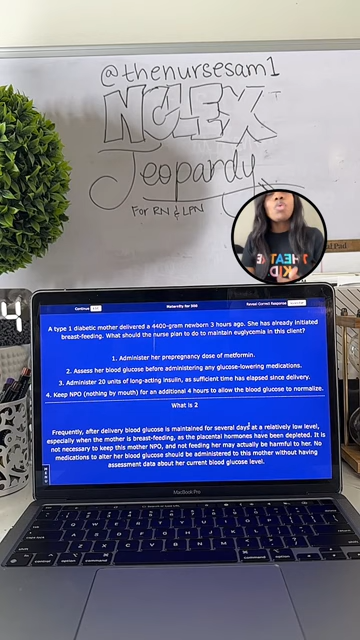 @thenursesam1
NCLEX
Jeopardy
For RN & LPN
THEATRE
KID
4
Continue
Maternity for 300
Reveal Correct Response
A type 1 diabetic mother delivered a 4400-gram newborn 3 hours ago. She has already initiated
breast-feeding. What should the nurse plan to do to maintain euglycemia in this client?
1. Administer her prepregnancy dose of metformin.
2. Assess her blood glucose before administering any glucose-lowering medications.
3. Administer 20 units of long-acting insulin, as sufficient time has elapsed since delivery.
4. Keep NPO (nothing by mouth) for an additional 4 hours to allow the blood glucose to normalize.
What is 2
Frequently, after delivery blood glucose is maintained for several days at a relatively low level,
especially when the mother is breast-feeding, as the placental hormones have been depleted. It is
not necessary to keep this mother NPO, and not feeding her may actually be harmful to her. No
medications to alter her blood glucose should be administered to this mother without having
assessment data about her current blood glucose level.
MacBook Pro